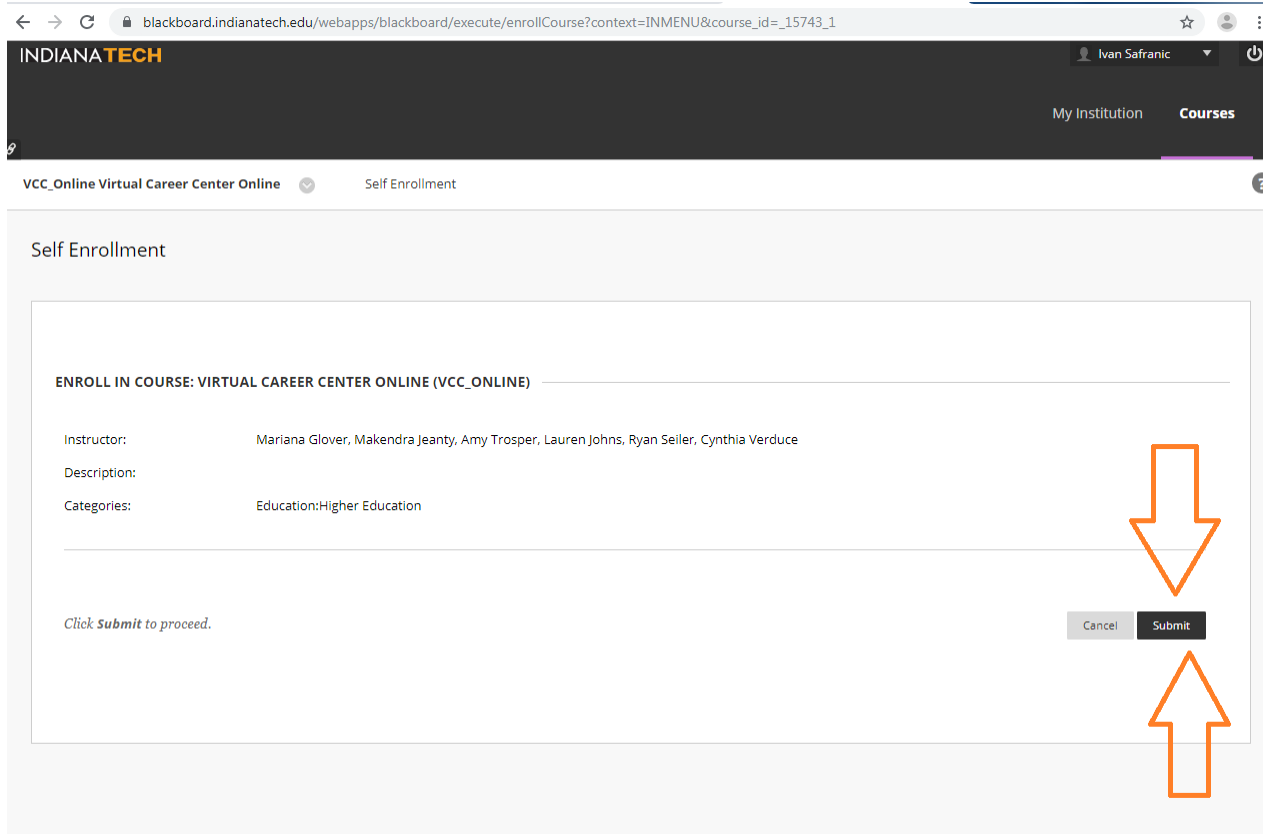 blackboard.indianatech.edu/webapps/blackboard/execute/enrollCourse?context=INMENU&course_id=_15743_1
INDIANATECH
Ivan Safranic
My Institution Courses
VCC_Online Virtual Career Center Online Self Enrollment
?
Self Enrollment
ENROLL IN COURSE: VIRTUAL CAREER CENTER ONLINE (VCC_ONLINE)
Instructor: Mariana Glover, Makendra Jeanty, Amy Trosper, Lauren Johns, Ryan Seiler, Cynthia Verduce
Description:
Categories: Education:Higher Education
Click Submit to proceed.
Cancel Submit